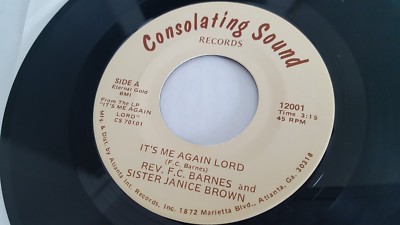 Consolating Sound
RECORDS
SIDE A
Eternal Gold
BMI
From The LP
"IT'S ME AGAIN
LORD"
CS 70101
12001
Time 3:15
45 RPM
IT'S ME AGAIN LORD
(F.C. Barnes)
REV. F.C. BARNES and
SISTER JANICE BROWN
Mfg. & Dist. by Atlanta Int. Records, Inc. 1872 Marietta Blvd., Atlanta, Ga. 30318